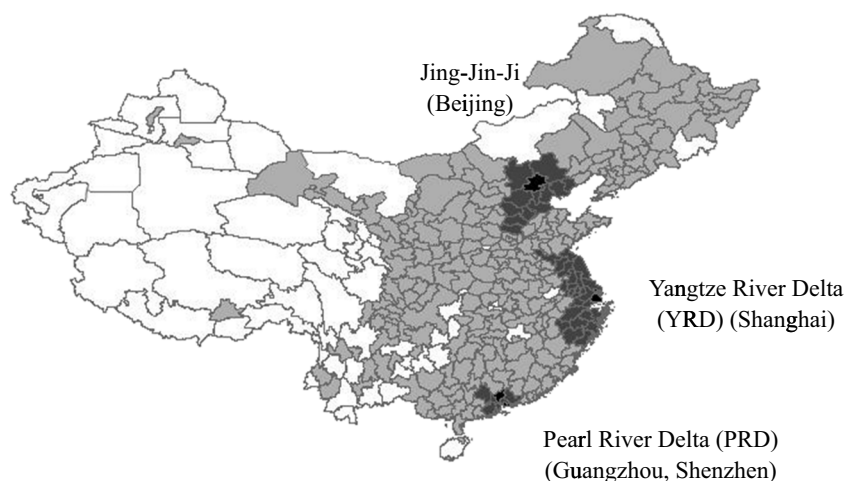 Jing-Jin-Ji
(Beijing)
Yangtze River Delta
(YRD) (Shanghai)
Pearl River Delta (PRD)
(Guangzhou, Shenzhen)